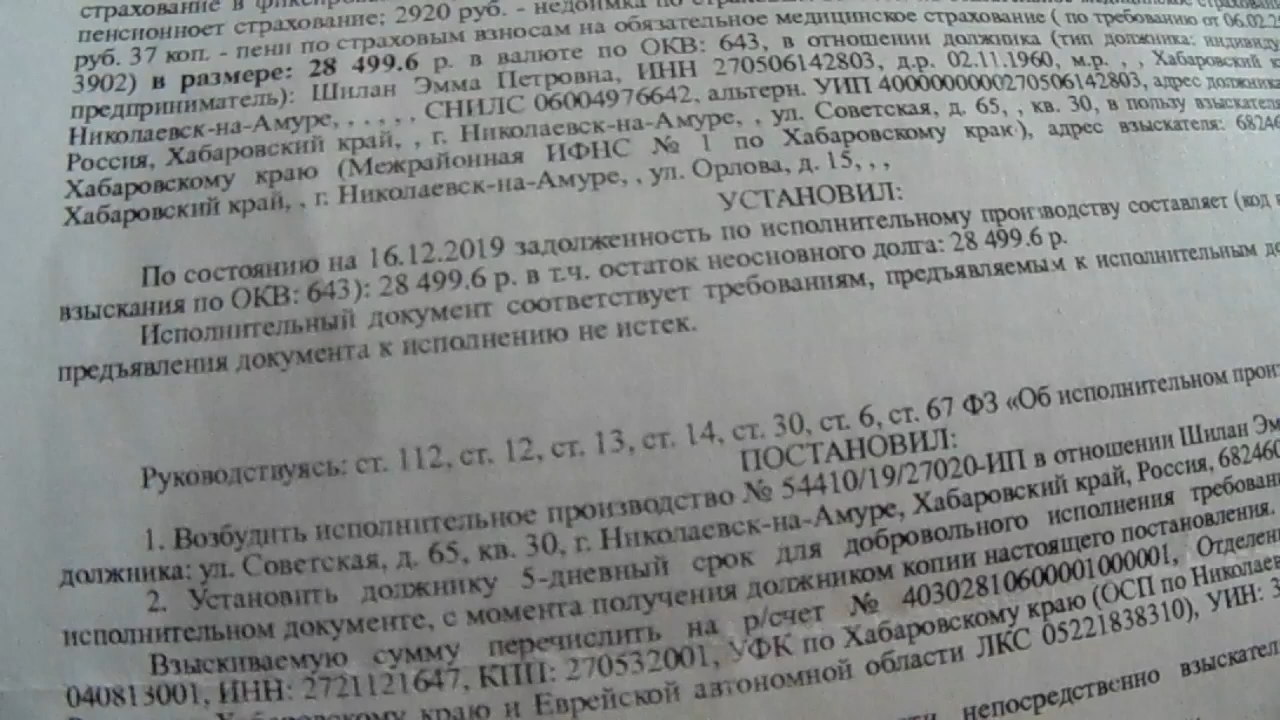 страхование в
пенсионноет страхование; 2920 руб. - недоимка по
руб. 37 коп. - пени по страховым взносам на обязательное медицинское страхование ( по требованию от 06.02.
3902) в размере: 28 499.6 р. в валюте по ОКВ: 643, в отношении должника (тип должника:
предприниматель): Шилан Эмма Петровна, ИНН 270506142803, д.р. 02.11.1960, м.р. , , Хабаровский
Николаевск-на-Амуре, , , , , , СНИЛС 06004976642, альтерн. УИП 4000000000270506142803, адрес должника
Россия, Хабаровский край, , г. Николаевск-на-Амуре, , ул. Советская, д. 65, , кв. 30, в пользу взыскателя
Хабаровскому краю (Межрайонная ИФНС № 1 по Хабаровскому краю), адрес взыскателя:
Хабаровский край, , г. Николаевск-на-Амуре, , ул. Орлова, д. 15, , ,
УСТАНОВИЛ:
По состоянию на 16.12.2019 задолженность по исполнительному производству составляет (код
взыскания по ОКВ: 643): 28 499.6 р. в т.ч. остаток неосновного долга: 28 499.6 р.
Исполнительный документ соответствует требованиям, предъявляемым к исполнительным
предъявления документа к исполнению не истек.
Руководствуясь: ст. 112, ст. 12, ст. 13, ст. 14, ст. 30, ст. 6, ст. 67 ФЗ «Об исполнительном
ПОСТАНОВИЛ:
1. Возбудить исполнительное производство № 54410/19/27020-ИП в отношении Шилан
должника: ул. Советская, д. 65, кв. 30, г. Николаевск-на-Амуре, Хабаровский край, Россия,
2. Установить должнику 5-дневный срок для добровольного исполнения
исполнительном документе, с момента получения должником копии настоящего постановления.
Взыскиваемую сумму перечислить на р/счет № 40302810600001000001,
040813001, ИНН: 2721121647, КПП: 270532001, УФК по Хабаровскому краю (ОСП по
краю и Еврейской автономной области ЛКС 05221838310), УИН:
непосредственно